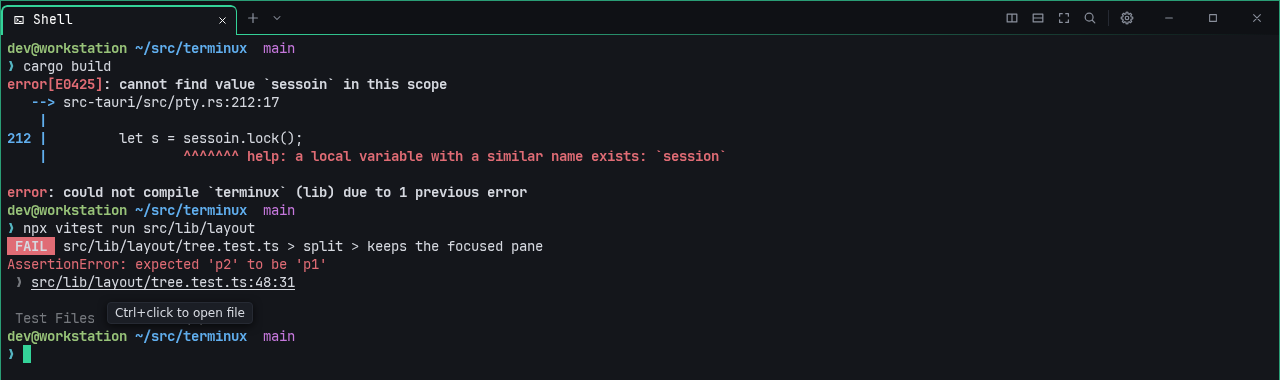 Shell
dev@workstation ~/src/terminux main
❯ cargo build
error[E0425]: cannot find value `sessoin` in this scope
--> src-tauri/src/pty.rs:212:17
|
212 | let s = sessoin.lock();
| ^^^^^^^ help: a local variable with a similar name exists: `session`
error: could not compile `terminux` (lib) due to 1 previous error
dev@workstation ~/src/terminux main
❯ npx vitest run src/lib/layout
FAIL src/lib/layout/tree.test.ts > split > keeps the focused pane
AssertionError: expected 'p2' to be 'p1'
❯ src/lib/layout/tree.test.ts:48:31
Ctrl+click to open file
Test Files
dev@workstation ~/src/terminux main
❯